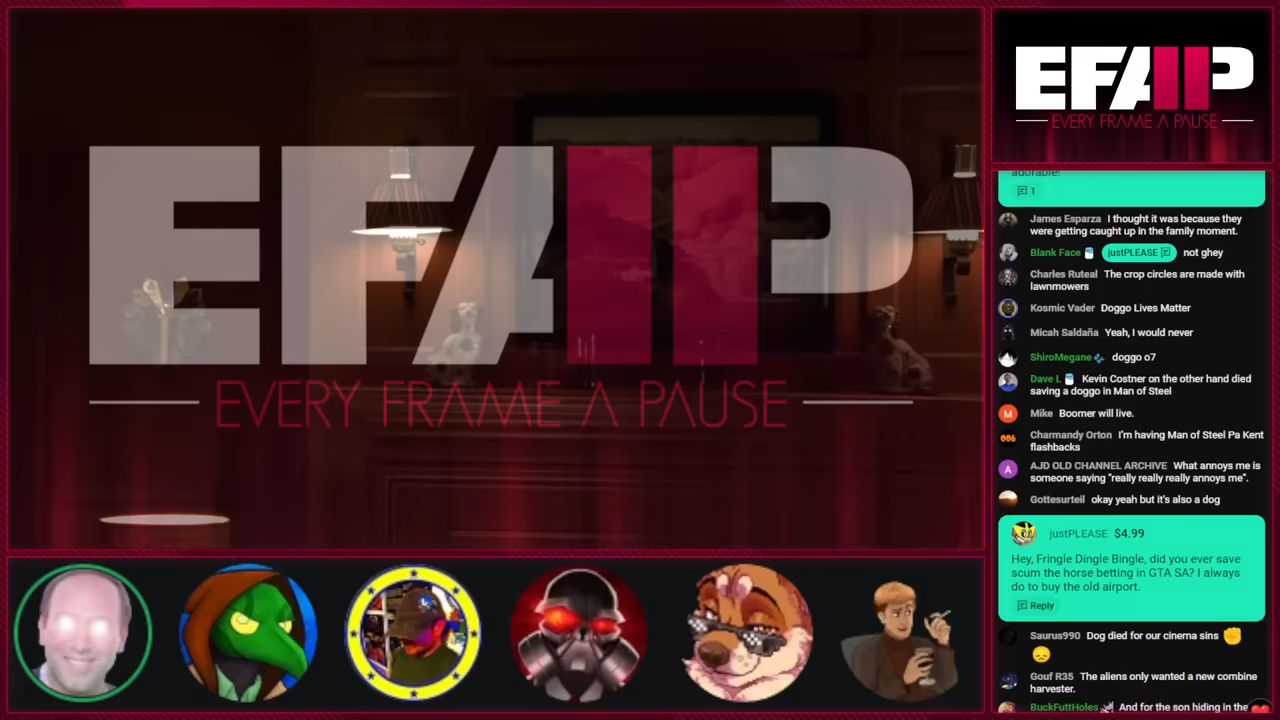 EFAP
EVERY FRAME A PAUSE
EFAP
EVERY FRAME A PAUSE
adorable!
1
James Esparza I thought it was because they
were getting caught up in the family moment.
Blank Face justPLEASE not ghey
Charles Ruteal The crop circles are made with
lawnmowers
Kosmic Vader Doggo Lives Matter
Micah Saldaña Yeah, I would never
ShiroMegane doggo o7
Dave L Kevin Costner on the other hand died
saving a doggo in Man of Steel
M
Mike Boomer will live.
Charmandy Orton I'm having Man of Steel Pa Kent
flashbacks
A
AJD OLD CHANNEL ARCHIVE What annoys me is
someone saying "really really really annoys me".
Gottesurteil okay yeah but it's also a dog
justPLEASE $4.99
Hey, Fringle Dingle Bingle, did you ever save
scum the horse betting in GTA SA? I always
do to buy the old airport.
Reply
Saurus990 Dog died for our cinema sins ✊
😞
Gouf R35 The aliens only wanted a new combine
harvester.
BuckFuttHoles And for the son hiding in the